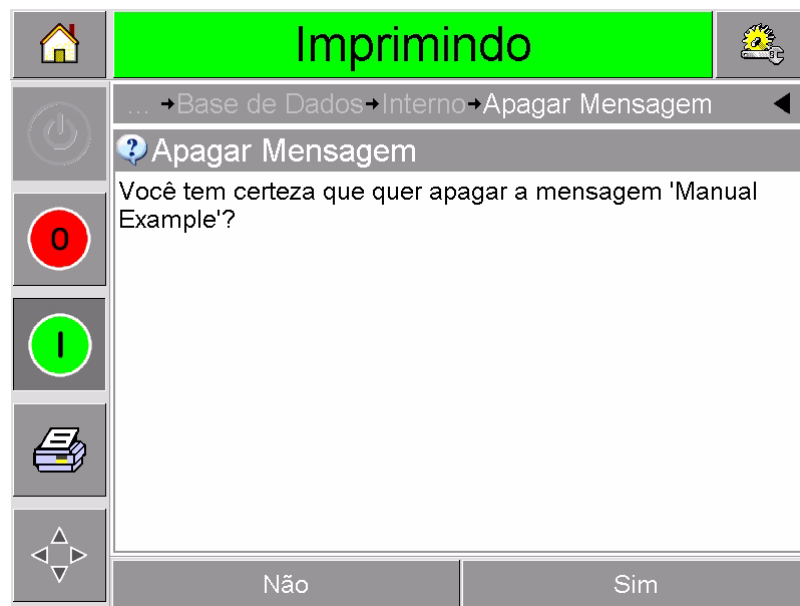 Imprimindo
... →Base de Dados→Interno→Apagar Mensagem
Apagar Mensagem
Você tem certeza que quer apagar a mensagem 'Manual
Example'?
0
I
Não
Sim